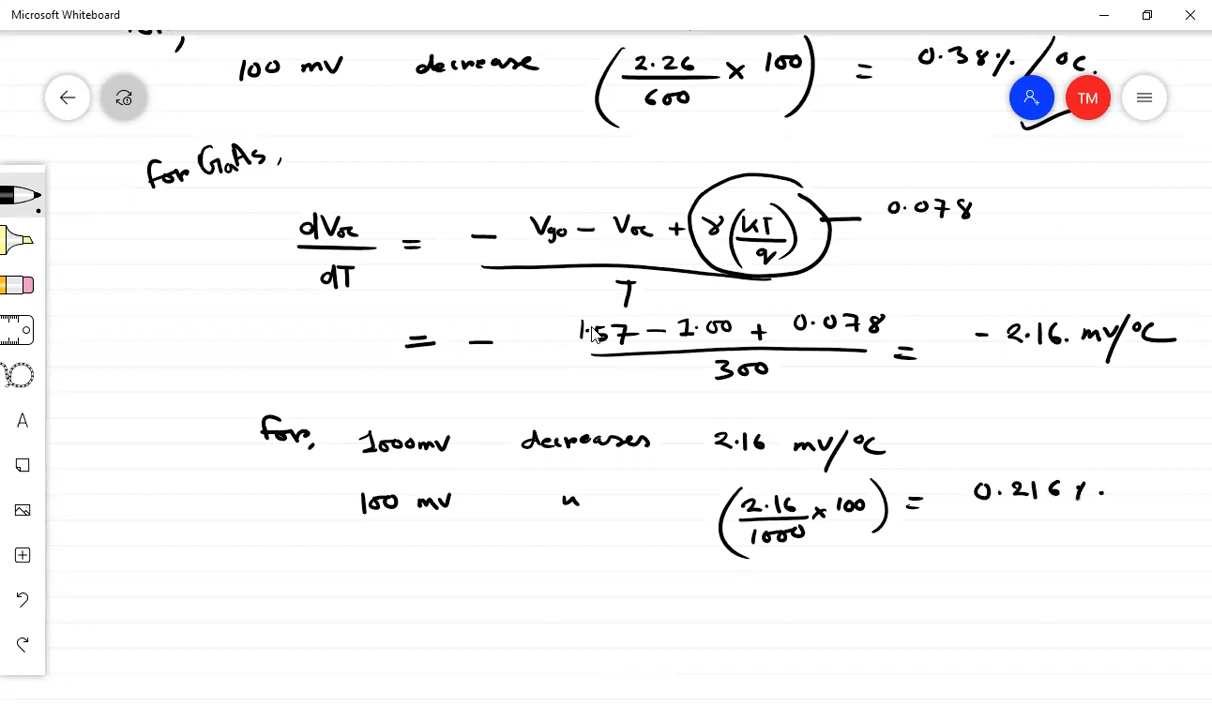 Microsoft Whiteboard
100 mv decrease (2.26/600 × 100) = 0.38%/°c.
TM
for GaAs,
dVoc/dT = - (Vgo - Voc + γ(kT/q))/T — 0.078
= - (1.57 - 1.00 + 0.078)/300 = - 2.16. mv/°C
For, 1000mv decreases 2.16 mv/°C
A
100 mv " (2.16/1000 × 100) = 0.216%.